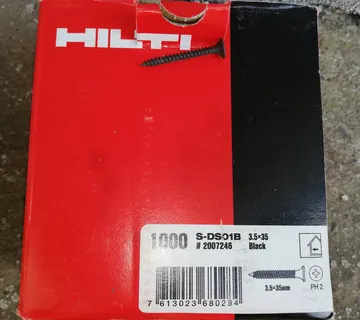 HILTI
1000 S-DS01B 3.5×35
# 2007246 Black
3.5×35mm PH 2
7 613023 680284